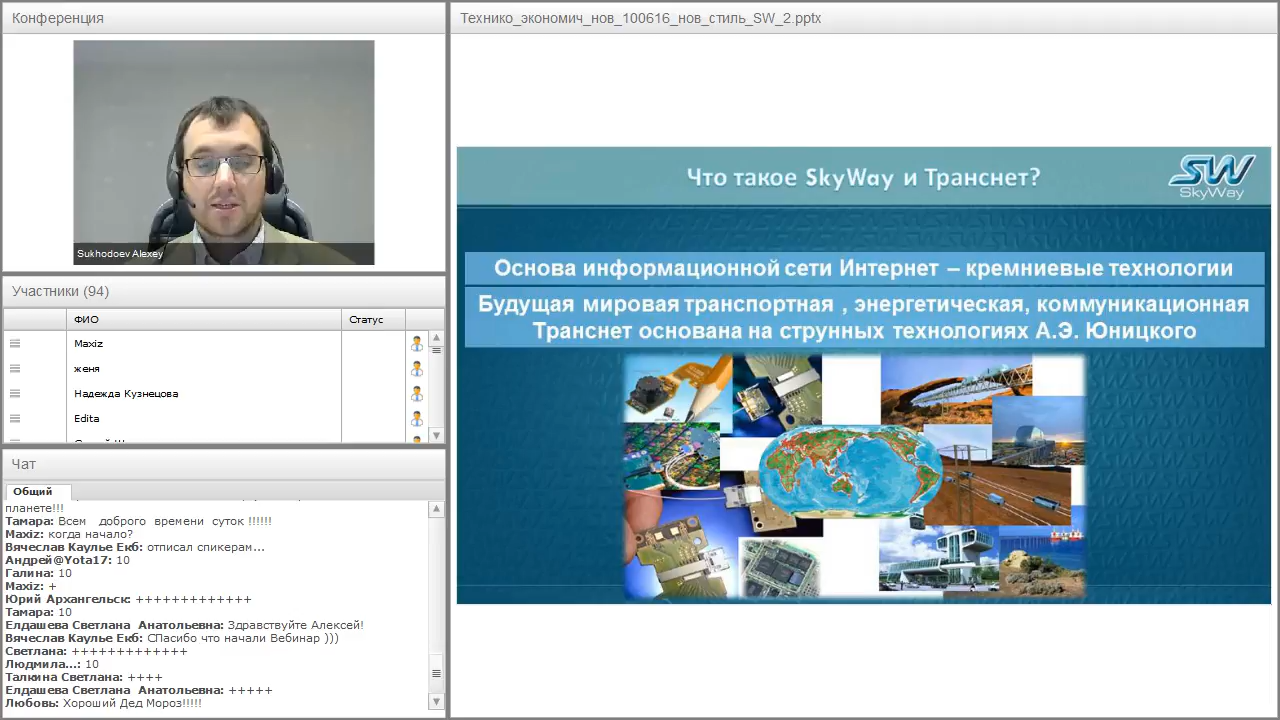 Конференция
Sukhodoev Alexey
Участники (94)
ФИО
Статус
Maxiz
женя
Надежда Кузнецова
Edita
Чат
Общий
планете!!!
Тамара: Всем доброго времени суток !!!!!!
Maxiz: когда начало?
Вячеслав Каулье Екб: отписал спикерам...
Андрей@Yota17: 10
Галина: 10
Maxiz: +
Юрий Архангельск: +++++++++++++
Тамара: 10
Елдашева Светлана Анатольевна: Здравствуйте Алексей!
Вячеслав Каулье Екб: СПасибо что начали Вебинар )))
Светлана: +++++++++++++
Людмила...: 10
Талкина Светлана: ++++
Елдашева Светлана Анатольевна: +++++
Любовь: Хороший Дед Мороз!!!!!
Технико_экономич_нов_100616_нов_стиль_SW_2.pptx
Что такое SkyWay и Транснет?
SW
SkyWay
Основа информационной сети Интернет – кремниевые технологии
Будущая мировая транспортная , энергетическая, коммуникационная
Транснет основана на струнных технологиях А.Э. Юницкого